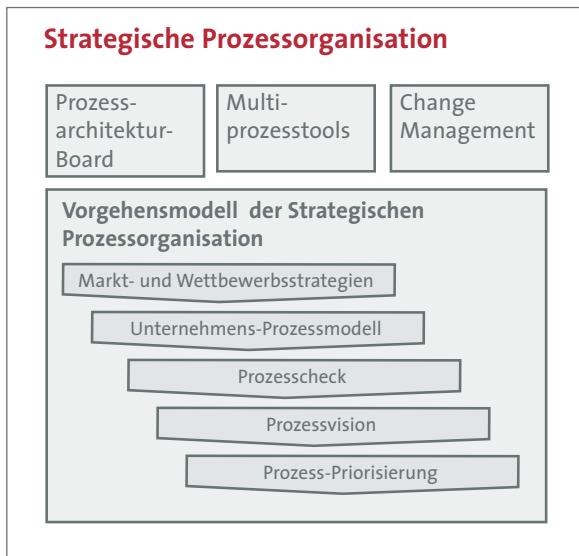 Strategische Prozessorganisation
Prozess-
architektur-
Board
Multi-
prozesstools
Change
Management
Vorgehensmodell der Strategischen
Prozessorganisation
Markt- und Wettbewerbsstrategien
Unternehmens-Prozessmodell
Prozesscheck
Prozessvision
Prozess-Priorisierung